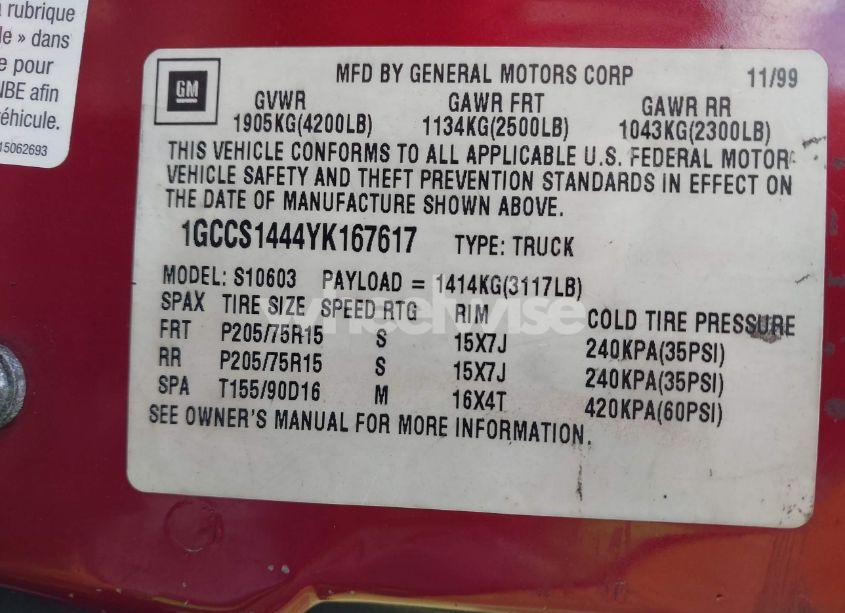 a rubrique
le » dans
e pour
NBE afin
véhicule.
15062693
GM
MFD BY GENERAL MOTORS CORP 11/99
GVWR GAWR FRT GAWR RR
1905KG(4200LB) 1134KG(2500LB) 1043KG(2300LB)
THIS VEHICLE CONFORMS TO ALL APPLICABLE U.S. FEDERAL MOTOR
VEHICLE SAFETY AND THEFT PREVENTION STANDARDS IN EFFECT ON
THE DATE OF MANUFACTURE SHOWN ABOVE.
1GCCS1444YK167617 TYPE: TRUCK
MODEL: S10603 PAYLOAD = 1414KG(3117LB)
SPAX TIRE SIZE SPEED RTG RIM COLD TIRE PRESSURE
FRT P205/75R15 S 15X7J 240KPA(35PSI)
RR P205/75R15 S 15X7J 240KPA(35PSI)
SPA T155/90D16 M 16X4T 420KPA(60PSI)
SEE OWNER'S MANUAL FOR MORE INFORMATION.
wheelwise